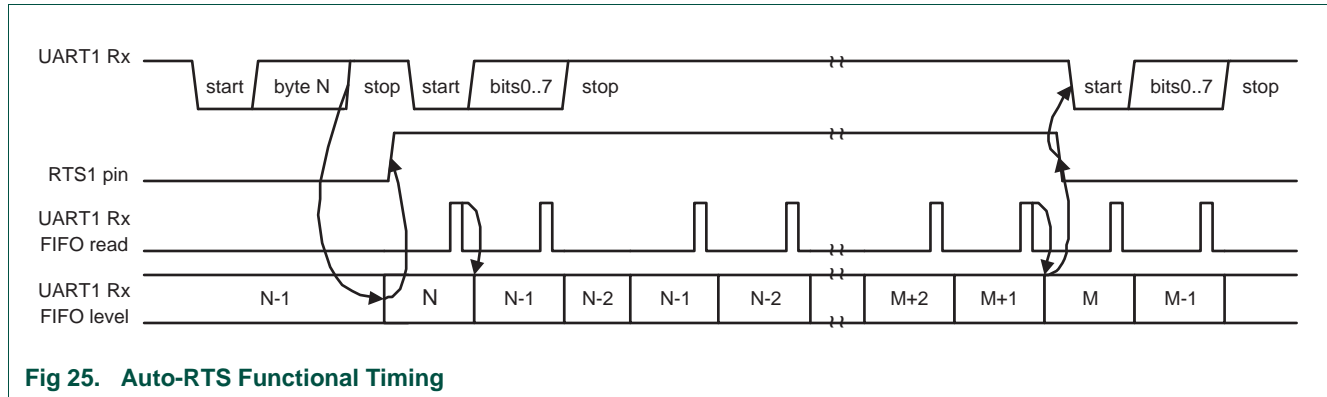 UART1 Rx
start byte N stop start bits0..7 stop start bits0..7 stop
RTS1 pin
UART1 Rx
FIFO read
UART1 Rx
FIFO level
N-1 N N-1 N-2 N-1 N-2 M+2 M+1 M M-1
Fig 25. Auto-RTS Functional Timing